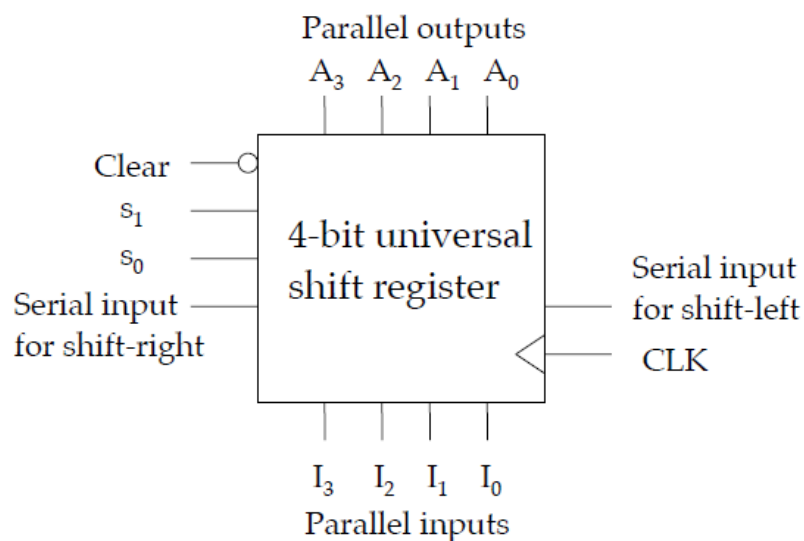 Parallel outputs
A₃ A₂ A₁ A₀
Clear
s₁
s₀
4-bit universal
shift register
Serial input
for shift-right
Serial input
for shift-left
CLK
I₃ I₂ I₁ I₀
Parallel inputs